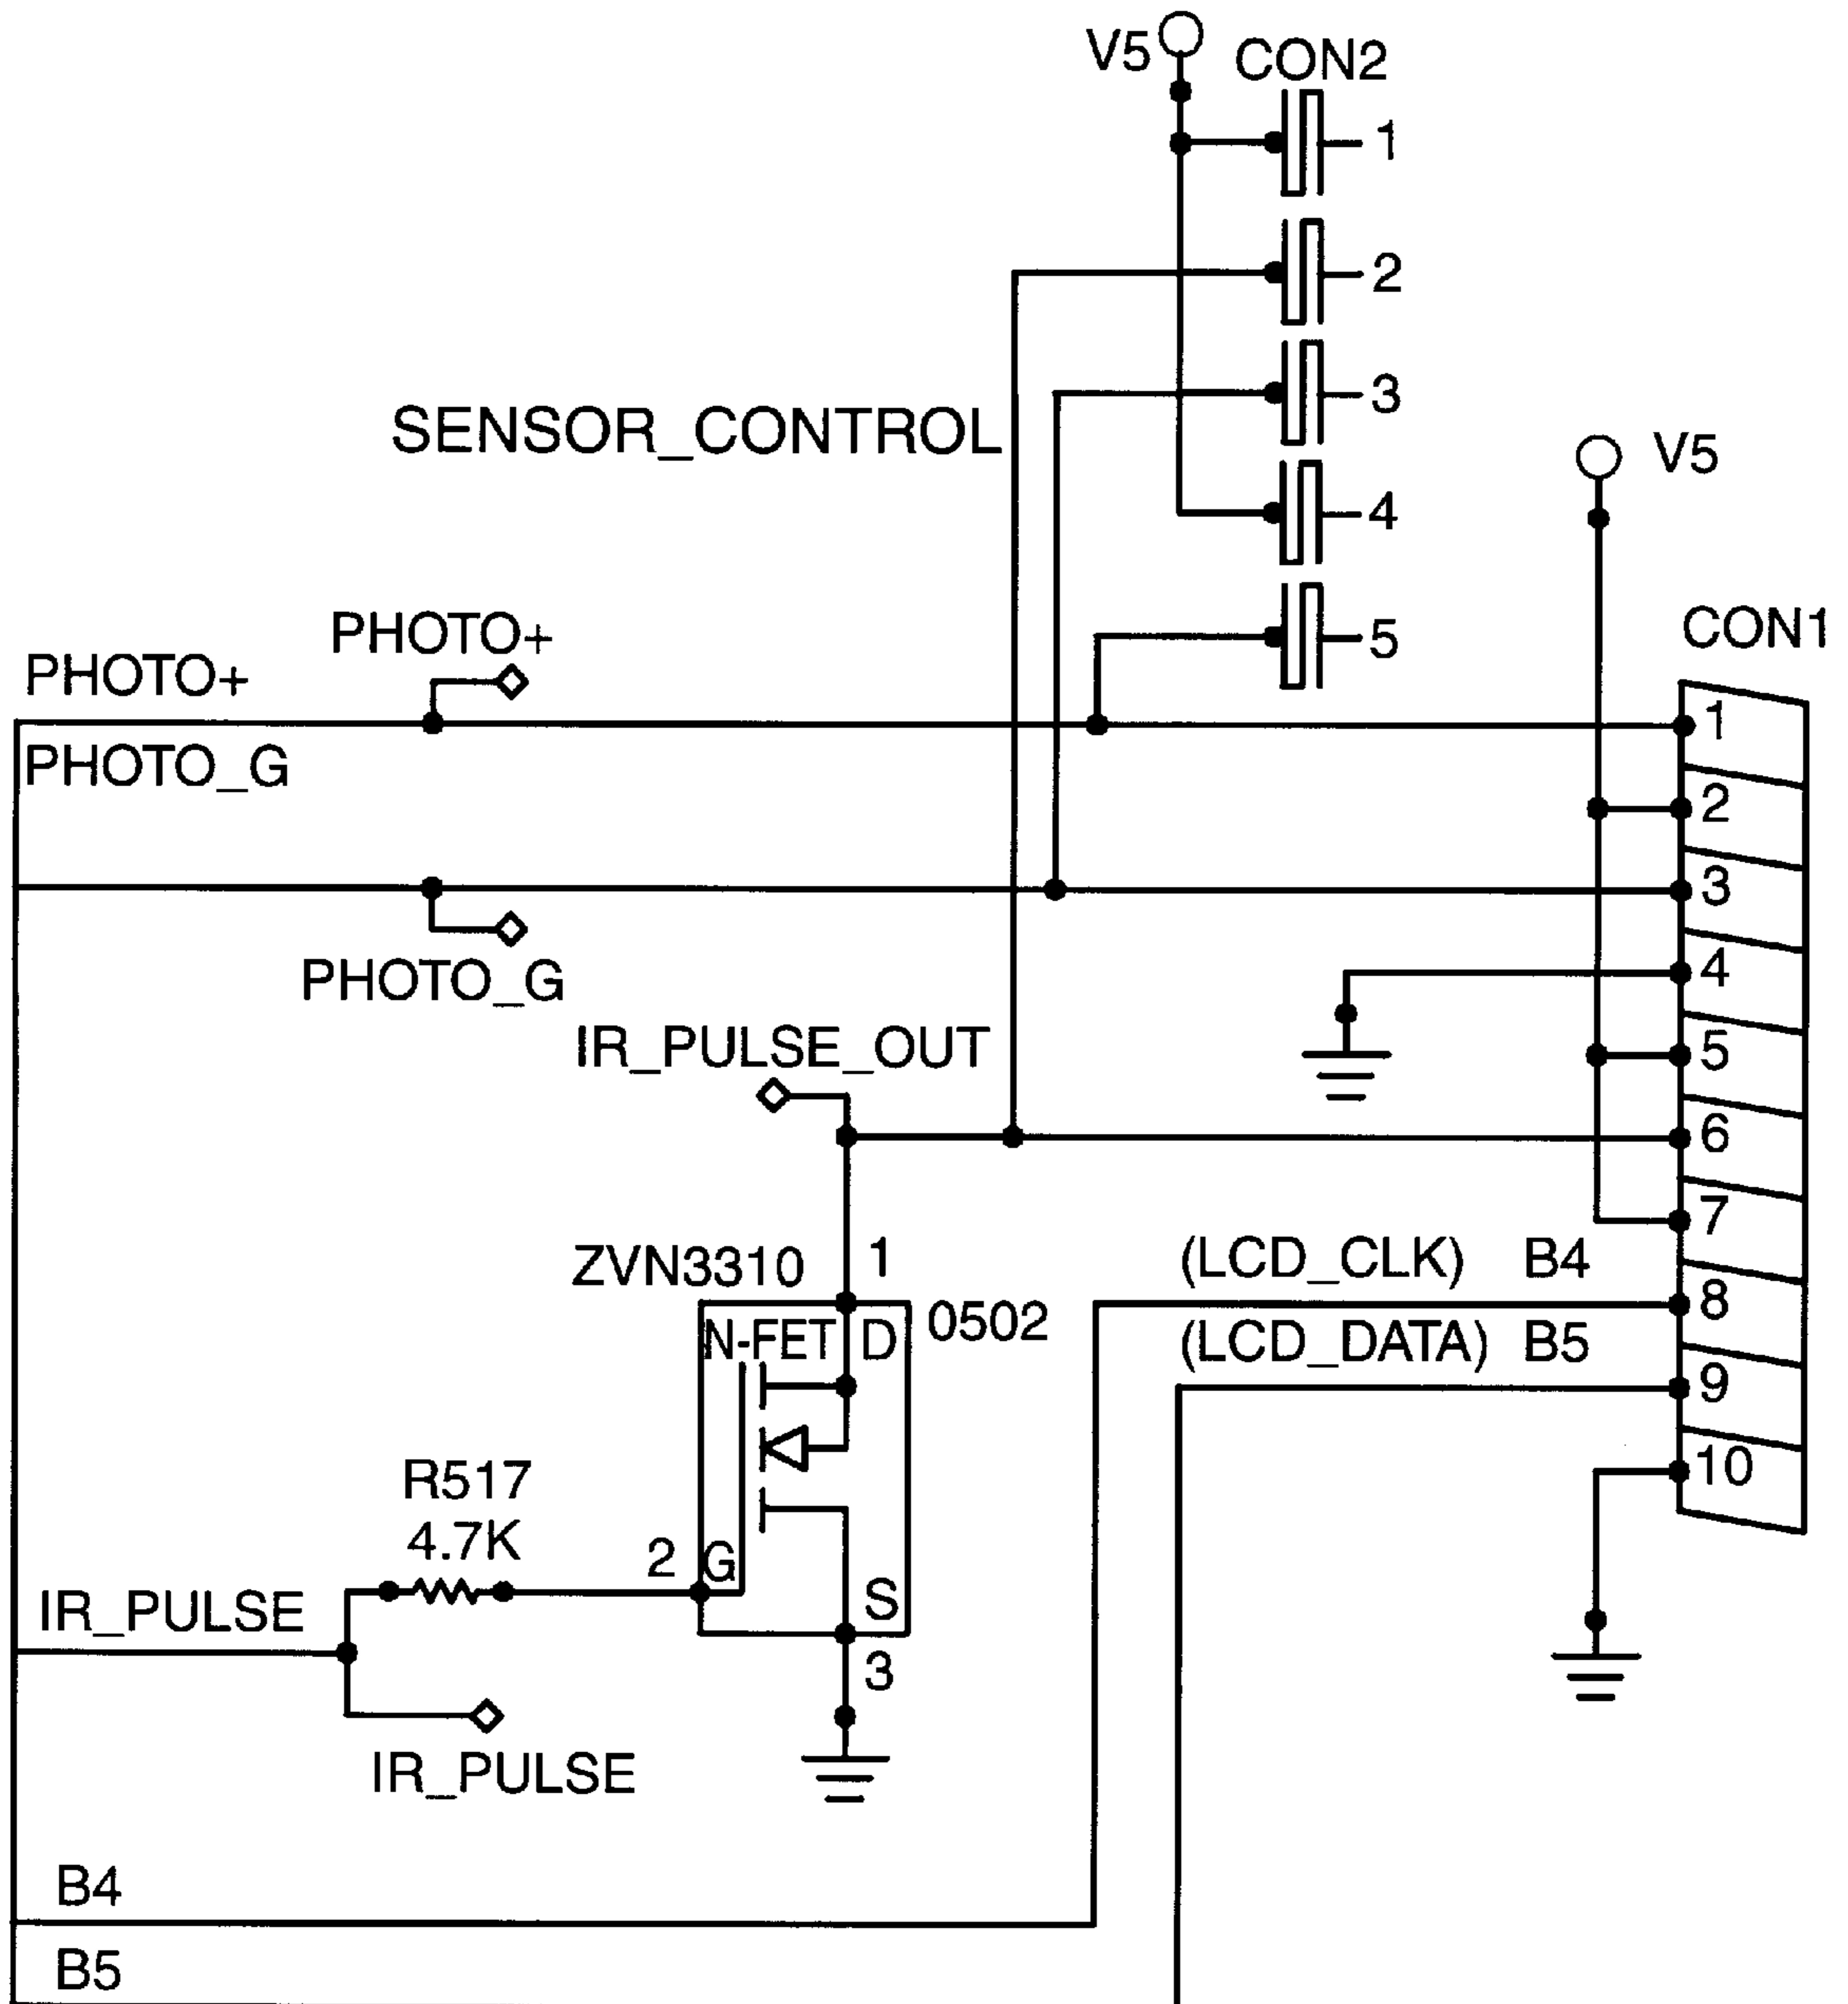 V5
CON2
1
2
3
4
5
SENSOR_CONTROL
V5
CON1
PHOTO+
PHOTO+
PHOTO_G
PHOTO_G
IR_PULSE_OUT
1
2
3
4
5
6
7
8
9
10
ZVN3310
1
0502
N-FET
D
(LCD_CLK) B4
(LCD_DATA) B5
R517
4.7K
2
G
S
3
IR_PULSE
IR_PULSE
B4
B5